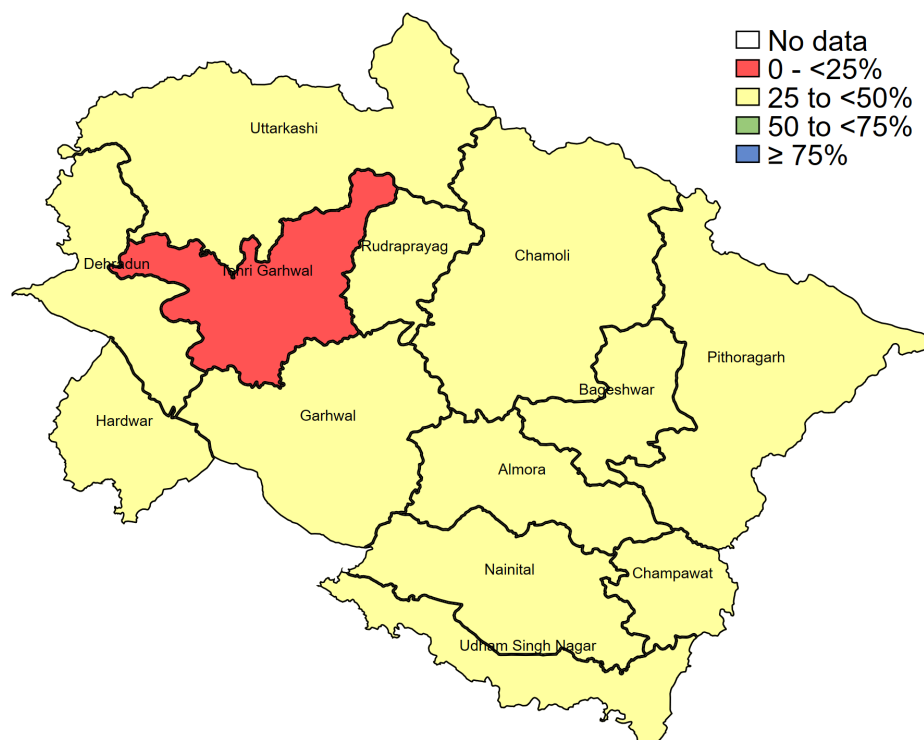 No data
0 - <25%
25 to <50%
50 to <75%
≥ 75%
Uttarkashi
Rudraprayag
Chamoli
Dehradun
Tehri Garhwal
Pithoragarh
Bageshwar
Garhwal
Hardwar
Almora
Nainital
Champawat
Udham Singh Nagar